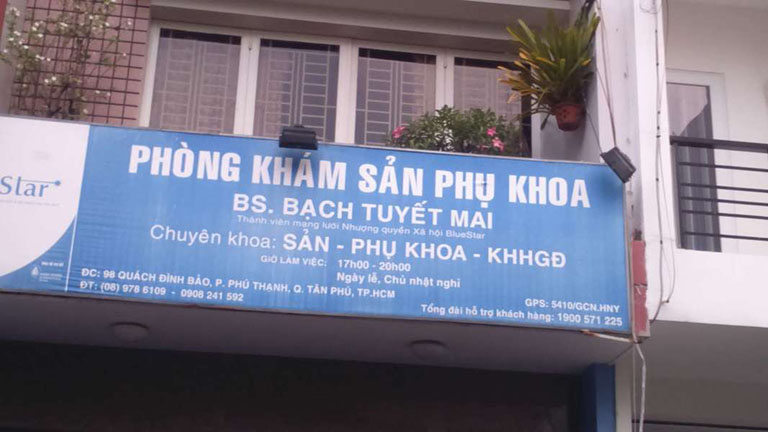 Star
PHÒNG KHÁM SẢN PHỤ KHOA
BS. BẠCH TUYẾT MAI
Thành viên mạng lưới Nhượng quyền Xã hội BlueStar
Chuyên khoa: SẢN - PHỤ KHOA - KHHGĐ
GIỜ LÀM VIỆC: 17h00 - 20h00
Ngày lễ, Chủ nhật nghỉ
ĐC: 98 QUÁCH ĐÌNH BẢO, P. PHÚ THẠNH, Q. TÂN PHÚ, TP.HCM
ĐT: (08) 976 6109 - 0908 241 592
GPS: 5410/GCN.HNY
Tổng đài hỗ trợ khách hàng: 1900 571 225